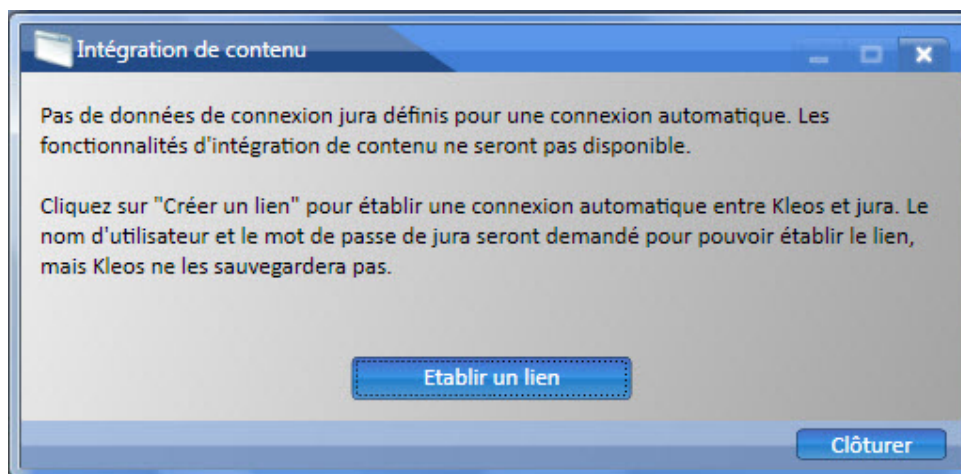 Intégration de contenu
Pas de données de connexion jura définis pour une connexion automatique. Les
fonctionnalités d'intégration de contenu ne seront pas disponible.
Cliquez sur "Créer un lien" pour établir une connexion automatique entre Kleos et jura. Le
nom d'utilisateur et le mot de passe de jura seront demandé pour pouvoir établir le lien,
mais Kleos ne les sauvegardera pas.
Etablir un lien
Clôturer